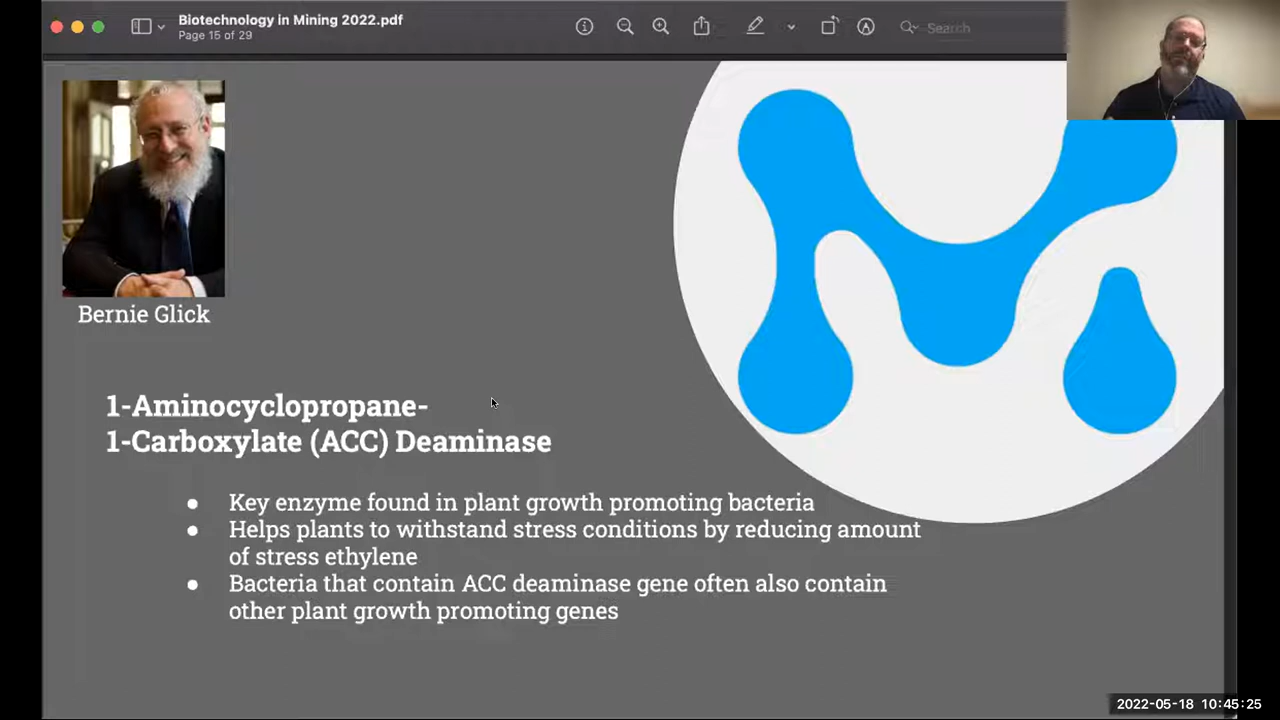 Biotechnology in Mining 2022.pdf
Page 15 of 29
Search
Bernie Glick
1-Aminocyclopropane-
1-Carboxylate (ACC) Deaminase
● Key enzyme found in plant growth promoting bacteria
● Helps plants to withstand stress conditions by reducing amount
of stress ethylene
● Bacteria that contain ACC deaminase gene often also contain
other plant growth promoting genes
2022-05-18 10:45:25